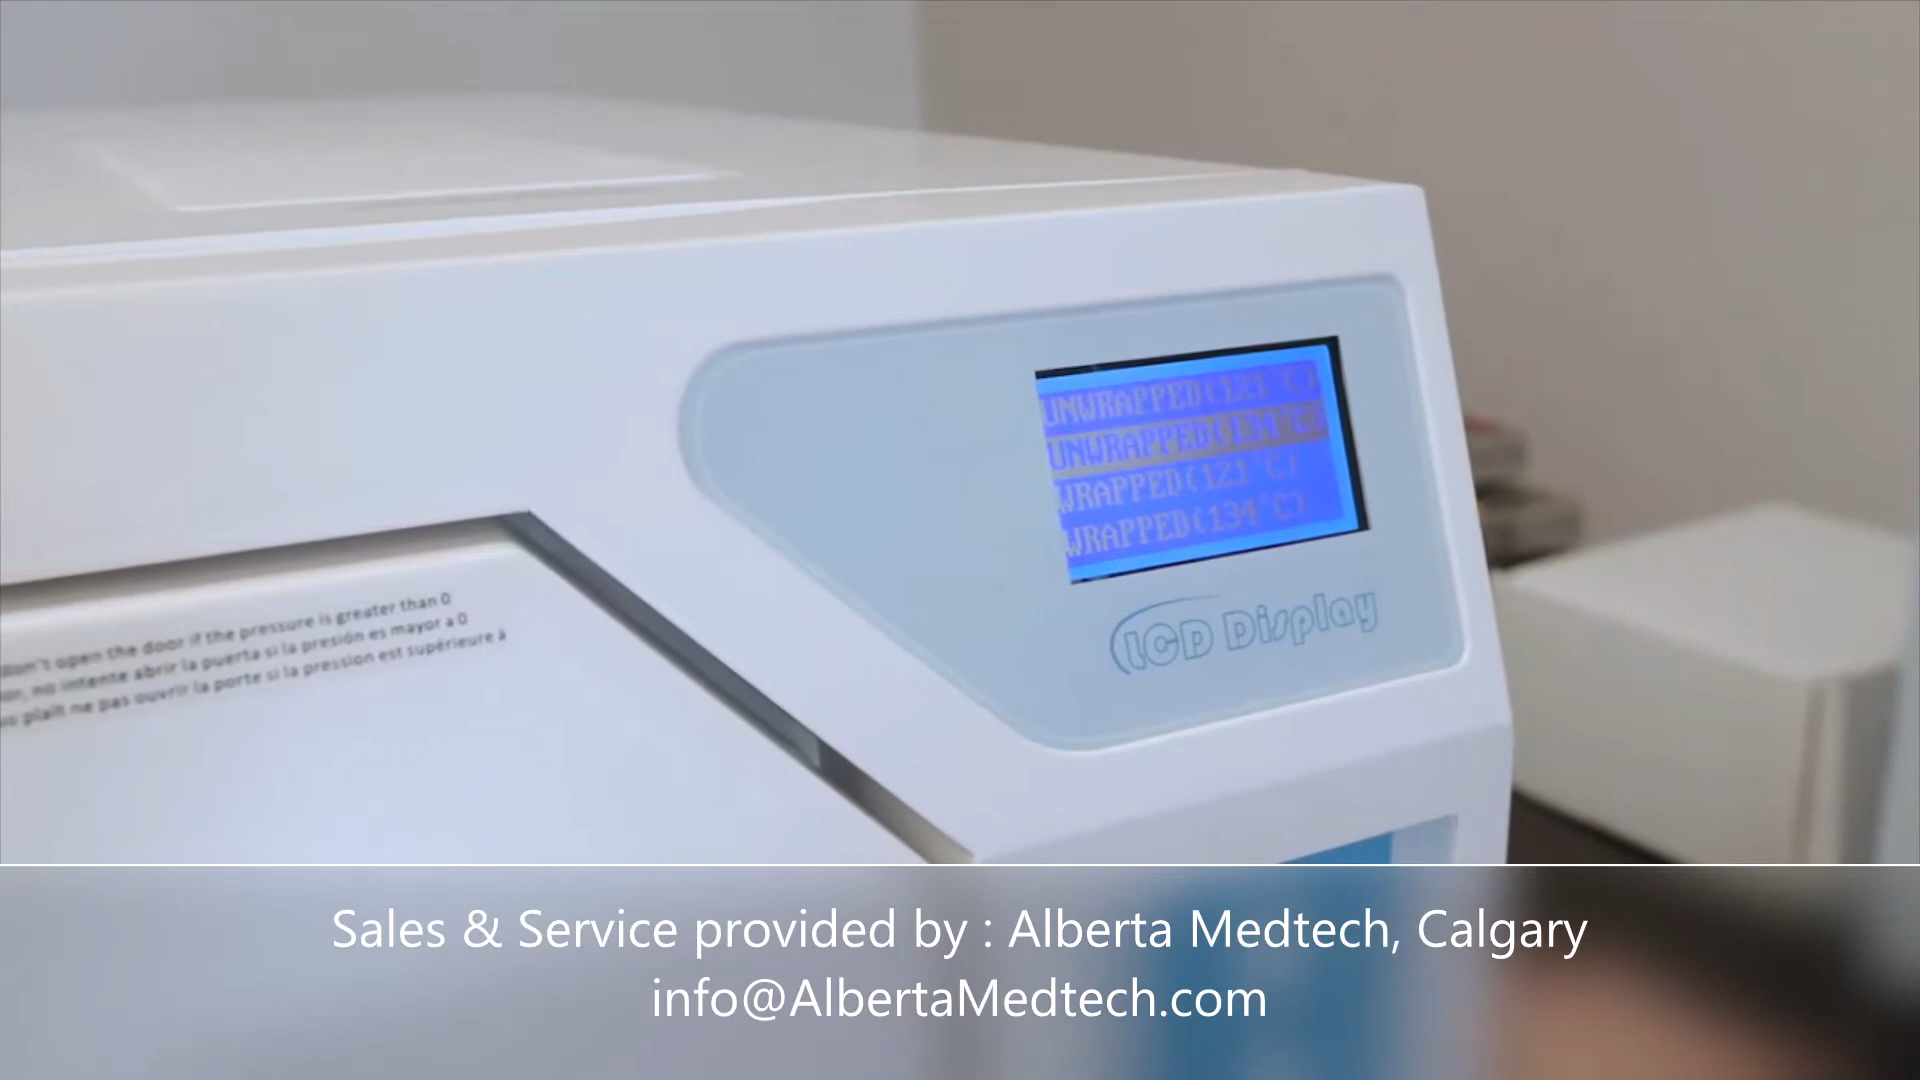 UNWRAPPED(121°C)
UNWRAPPED(134°C)
WRAPPED(121°C)
WRAPPED(134°C)
LCD Display
don't open the door if the pressure is greater than 0
or, no intente abrir la puerta si la presión es mayor a 0
plaît ne pas ouvrir la porte si la pression est supérieure à
Sales & Service provided by : Alberta Medtech, Calgary
info@AlbertaMedtech.com